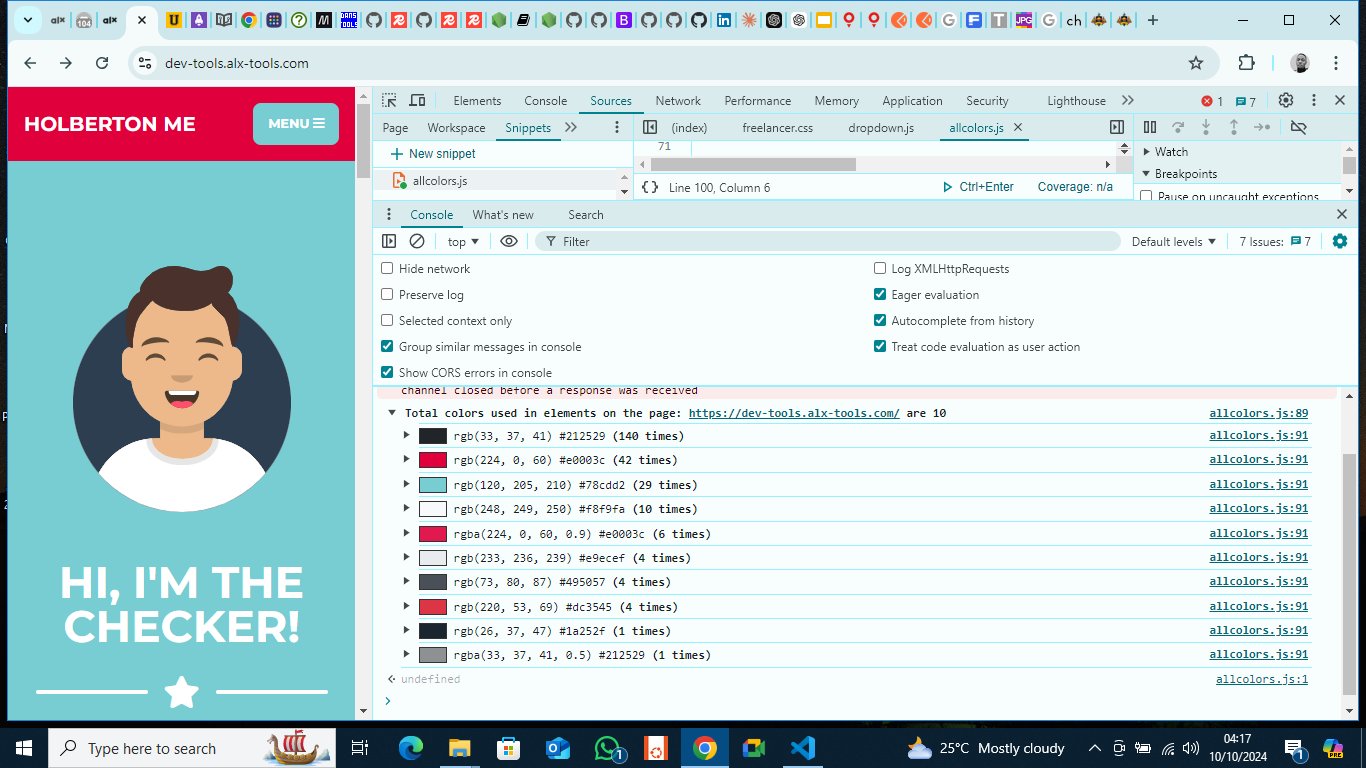 alx 104 alx U M DANS TOOLS B in T JPG G ch
dev-tools.alx-tools.com
HOLBERTON ME
MENU
HI, I'M THE
CHECKER!
Elements Console Sources Network Performance Memory Application Security Lighthouse 1 7
Page Workspace Snippets (index) freelancer.css dropdown.js allcolors.js
New snippet
71
Watch
allcolors.js
{ } Line 100, Column 6 Ctrl+Enter Coverage: n/a
Breakpoints
Pause on uncaught exceptions
Console What's new Search
top Filter Default levels 7 Issues: 7
Hide network Log XMLHttpRequests
Preserve log Eager evaluation
Selected context only Autocomplete from history
Group similar messages in console Treat code evaluation as user action
Show CORS errors in console
channel closed before a response was received
Total colors used in elements on the page: https://dev-tools.alx-tools.com/ are 10 allcolors.js:89
rgb(33, 37, 41) #212529 (140 times) allcolors.js:91
rgb(224, 0, 60) #e0003c (42 times) allcolors.js:91
rgb(120, 205, 210) #78cdd2 (29 times) allcolors.js:91
rgb(248, 249, 250) #f8f9fa (10 times) allcolors.js:91
rgba(224, 0, 60, 0.9) #e0003c (6 times) allcolors.js:91
rgb(233, 236, 239) #e9ecef (4 times) allcolors.js:91
rgb(73, 80, 87) #495057 (4 times) allcolors.js:91
rgb(220, 53, 69) #dc3545 (4 times) allcolors.js:91
rgb(26, 37, 47) #1a252f (1 times) allcolors.js:91
rgba(33, 37, 41, 0.5) #212529 (1 times) allcolors.js:91
undefined allcolors.js:1
Type here to search 1 25°C Mostly cloudy 04:17
10/10/2024 1 PRE